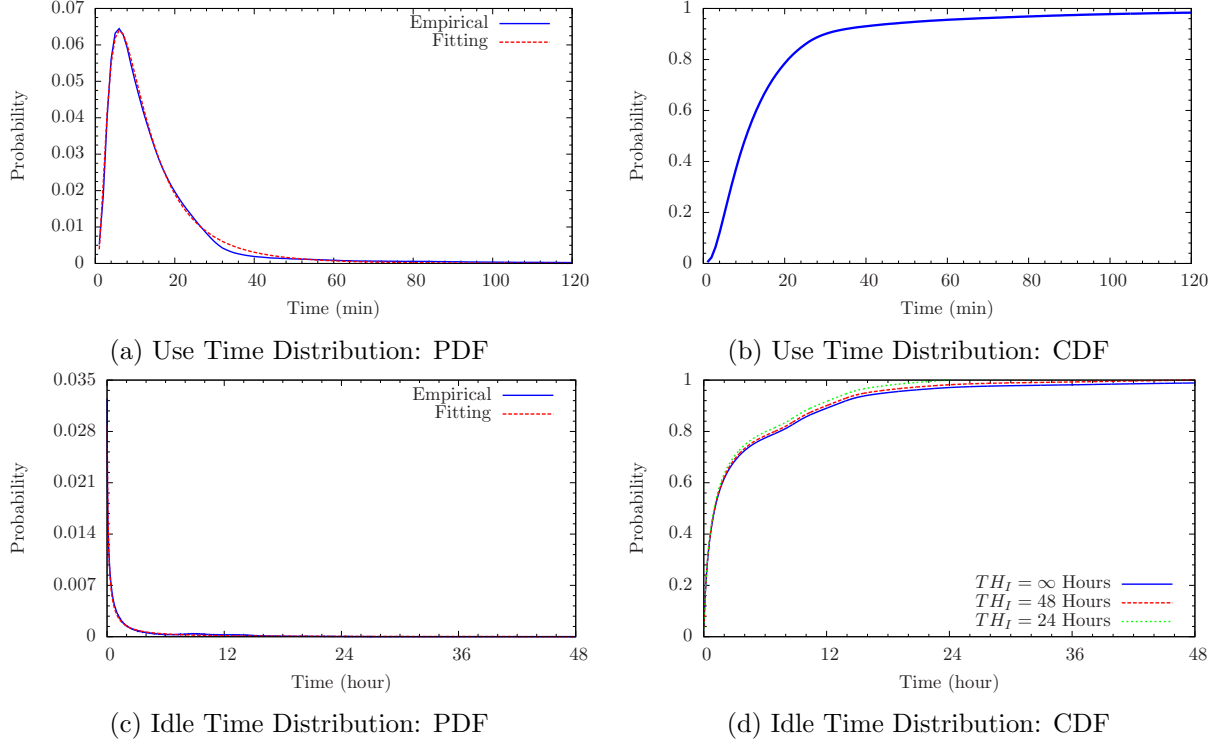 0.07
0.06
0.05
0.04
0.03
0.02
0.01
0
0 20 40 60 80 100 120
Probability
Time (min)
Empirical
Fitting
(a) Use Time Distribution: PDF
1
0.8
0.6
0.4
0.2
0
0 20 40 60 80 100 120
Probability
Time (min)
(b) Use Time Distribution: CDF
0.035
0.028
0.021
0.014
0.007
0
0 12 24 36 48
Probability
Time (hour)
Empirical
Fitting
(c) Idle Time Distribution: PDF
1
0.8
0.6
0.4
0.2
0
0 12 24 36 48
Probability
Time (hour)
TH_I = ∞ Hours
TH_I = 48 Hours
TH_I = 24 Hours
(d) Idle Time Distribution: CDF